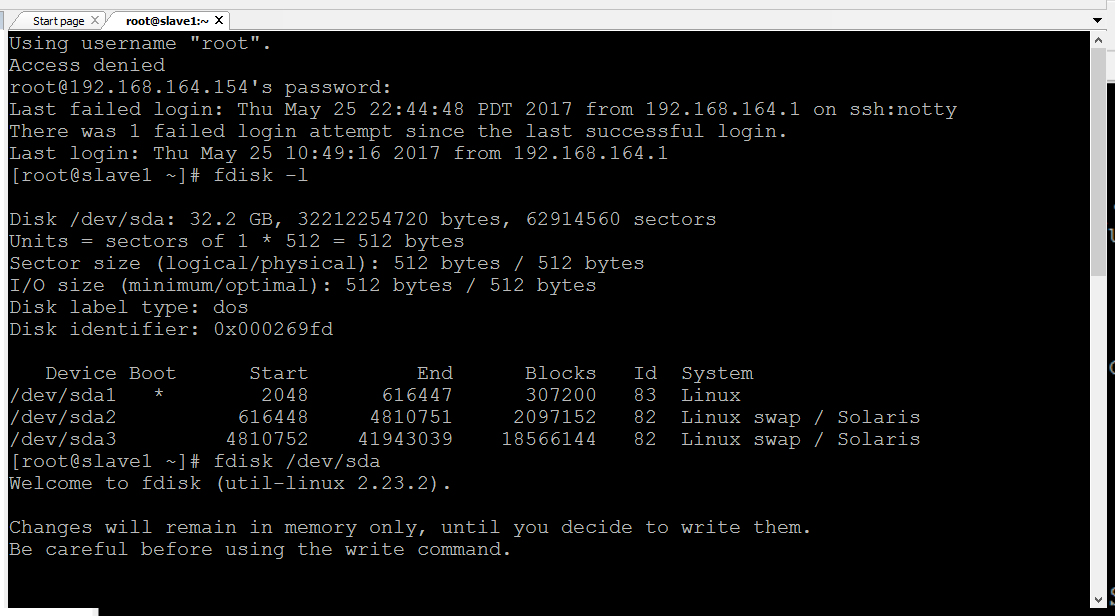 Start page
root@slave1:~
Using username "root".
Access denied
root@192.168.164.154's password:
Last failed login: Thu May 25 22:44:48 PDT 2017 from 192.168.164.1 on ssh:notty
There was 1 failed login attempt since the last successful login.
Last login: Thu May 25 10:49:16 2017 from 192.168.164.1
[root@slave1 ~]# fdisk -l
Disk /dev/sda: 32.2 GB, 32212254720 bytes, 62914560 sectors
Units = sectors of 1 * 512 = 512 bytes
Sector size (logical/physical): 512 bytes / 512 bytes
I/O size (minimum/optimal): 512 bytes / 512 bytes
Disk label type: dos
Disk identifier: 0x000269fd
Device Boot Start End Blocks Id System
/dev/sda1 * 2048 616447 307200 83 Linux
/dev/sda2 616448 4810751 2097152 82 Linux swap / Solaris
/dev/sda3 4810752 41943039 18566144 82 Linux swap / Solaris
[root@slave1 ~]# fdisk /dev/sda
Welcome to fdisk (util-linux 2.23.2).
Changes will remain in memory only, until you decide to write them.
Be careful before using the write command.